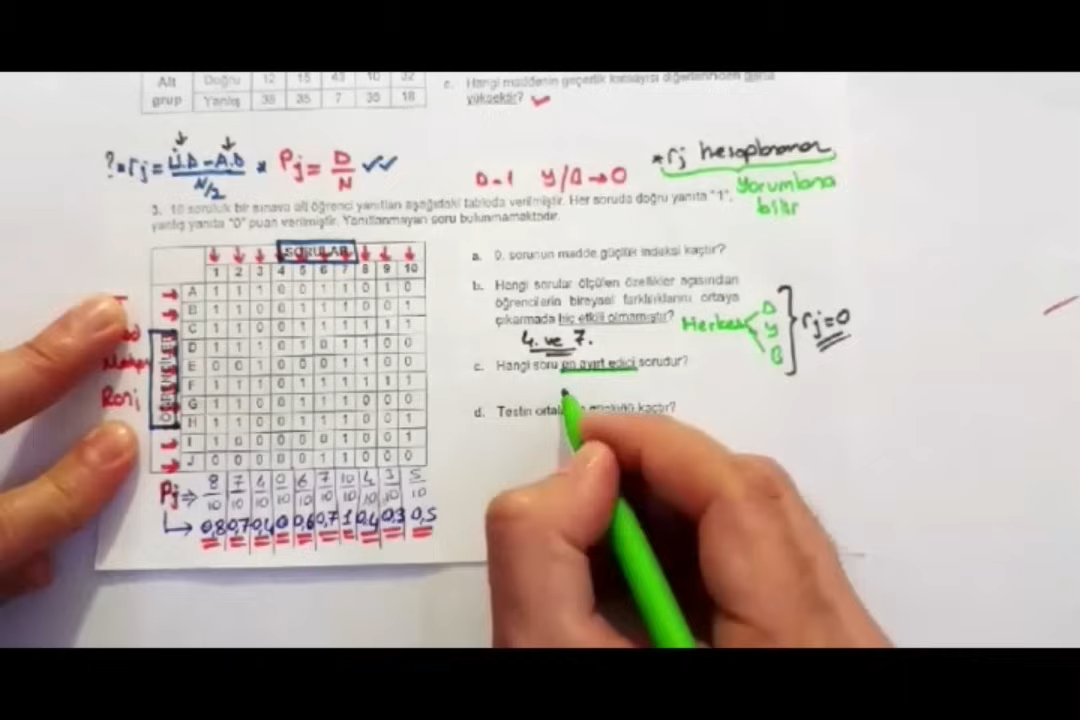 Alt grup Doğru 12 15 43 10 32
Yanlış 38 35 7 18
c. Hangi maddenin geçerlik katsayısı diğerlerinden daha
yüksektir?
? * rj = Ü.D - A.D / N/2 * Pj = D / N
D→1 Y/B→0
* rj hesaplanamaz
Yorumlana
bilir
3. 10 soruluk bir sınava ait öğrenci yanıtları aşağıdaki tabloda verilmiştir. Her soruda doğru yanıta "1",
yanlış yanıta "0" puan verilmiştir. Yanıtlanmayan soru bulunmamaktadır.
SORULAR
1 2 3 4 5 6 7 8 9 10
A 1 1 1 0 0 1 1 0 1 0
B 1 1 1 0 1 1 1 0 0 1
C 1 1 0 0 1 1 1 1 1 1
D 1 1 1 0 1 0 1 1 0 0
E 0 0 1 0 1 0 1 0 0 0
F 1 1 1 0 1 1 1 1 1 1
G 1 1 0 0 1 1 1 0 0 0
H 1 1 0 0 1 1 1 0 0 1
I 1 0 0 0 0 0 1 0 0 1
J 0 0 0 0 0 1 1 0 0 0
Pj ⇒ 8/10 7/10 4/10 0/10 6/10 7/10 10/10 4/10 3/10 5/10
0,8 0,7 0,4 0 0,6 0,7 1 0,4 0,3 0,5
a. 0. sorunun madde güçlük indeksi kaçtır?
b. Hangi sorular ölçülen özellikler açısından
öğrencilerin bireysel farklılıklarını ortaya
çıkarmada hiç etkili olmamıştır?
4. ve 7.
Herkes D Y B } rj=0
c. Hangi soru en ayırt edici sorudur?
d. Testin güçlüğü kaçtır?